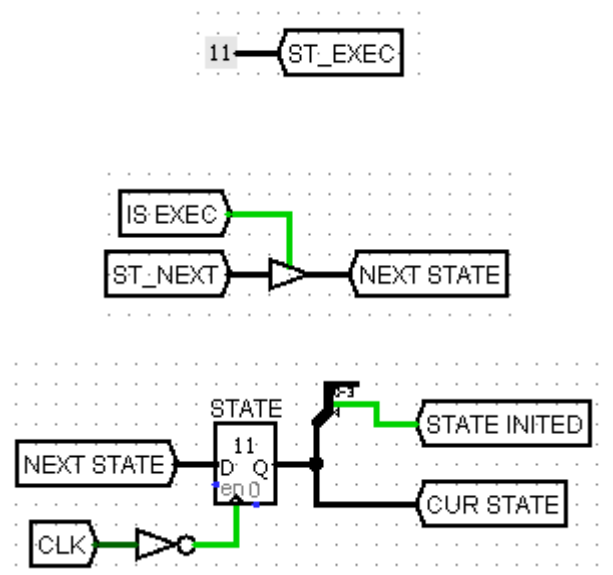 11 ST_EXEC
IS EXEC
ST_NEXT NEXT STATE
STATE
STATE INITED
11
NEXT STATE D Q
en 0
CUR STATE
CLK